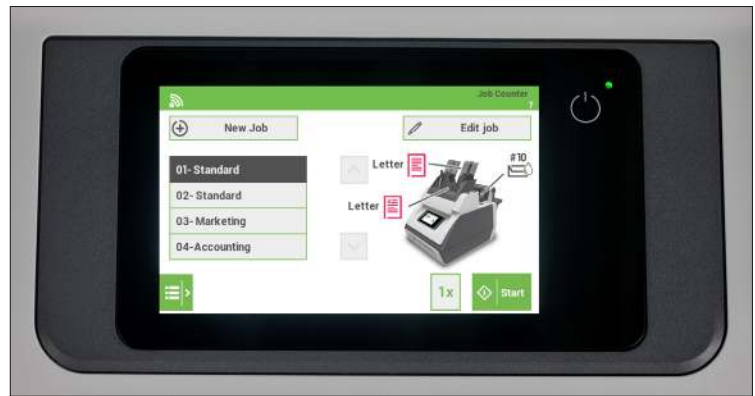 Job Counter
7
New Job
Edit job
01- Standard
02- Standard
03- Marketing
04-Accounting
Letter
Letter
#10
1x
Start